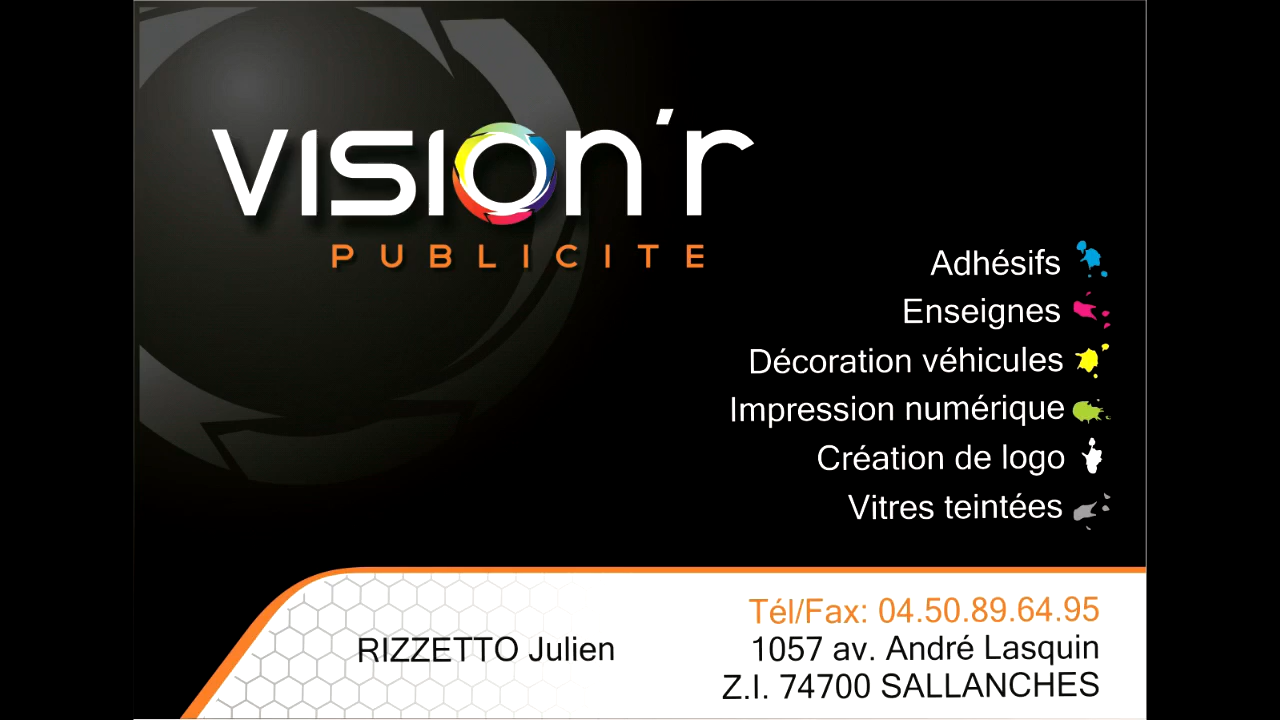 VISION'r
PUBLICITE
Adhésifs
Enseignes
Décoration véhicules
Impression numérique
Création de logo
Vitres teintées
Tél/Fax: 04.50.89.64.95
RIZZETTO Julien
1057 av. André Lasquin
Z.I. 74700 SALLANCHES